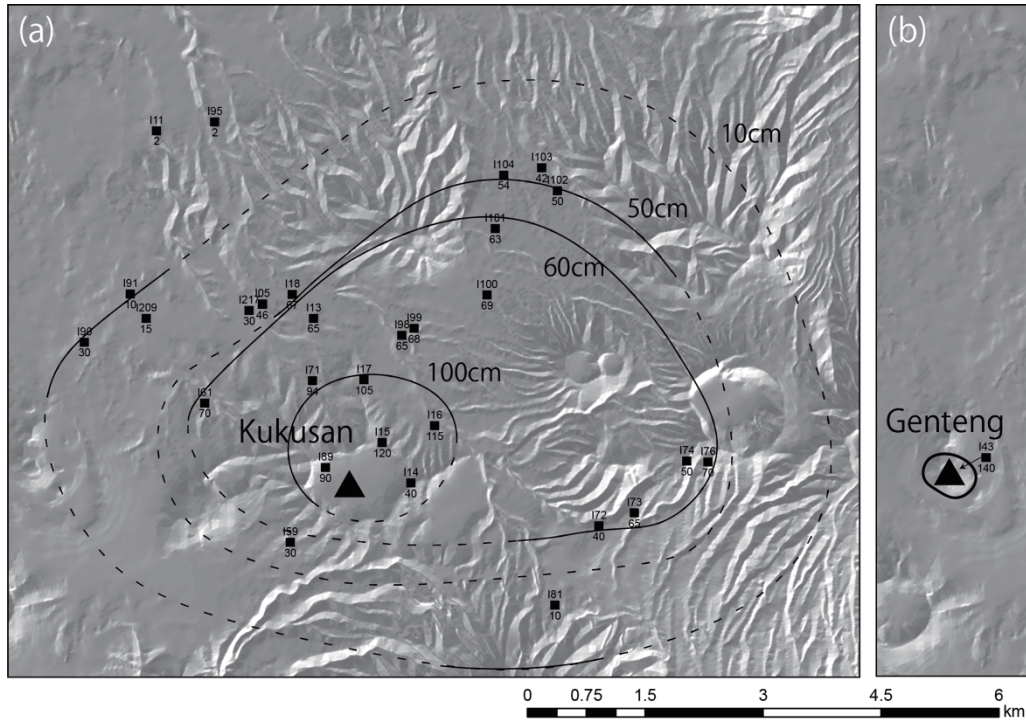 (a)
(b)
10cm
I103
I11
2
I95
2
I104
54
42
I102
50
50cm
I101
63
60cm
I91
10
I209
15
I18
67
I05
46
I217
30
I13
65
I100
69
I99
68
I98
65
I90
30
I71
94
I17
105
100cm
I61
70
Kukusan
I16
115
I15
120
Genteng
I43
140
I89
90
I14
40
I74
50
I76
70
I73
65
I72
40
I59
30
I81
10
0 0.75 1.5 3 4.5 6
km